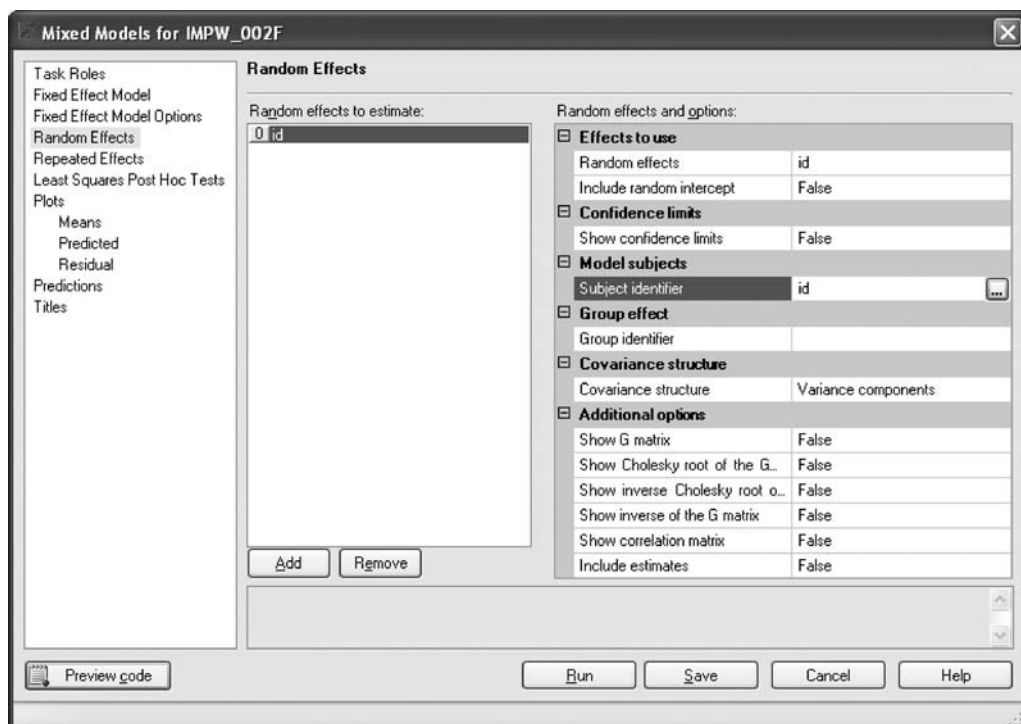 Mixed Models for IMPW_002F
Task Roles
Fixed Effect Model
Fixed Effect Model Options
Random Effects
Repeated Effects
Least Squares Post Hoc Tests
Plots
Means
Predicted
Residual
Predictions
Titles
Random Effects
Random effects to estimate:
0 id
Add Remove
Random effects and options:
Effects to use
Random effects id
Include random intercept False
Confidence limits
Show confidence limits False
Model subjects
Subject identifier id ...
Group effect
Group identifier
Covariance structure
Covariance structure Variance components
Additional options
Show G matrix False
Show Cholesky root of the G... False
Show inverse Cholesky root o... False
Show inverse of the G matrix False
Show correlation matrix False
Include estimates False
Preview code Run Save Cancel Help